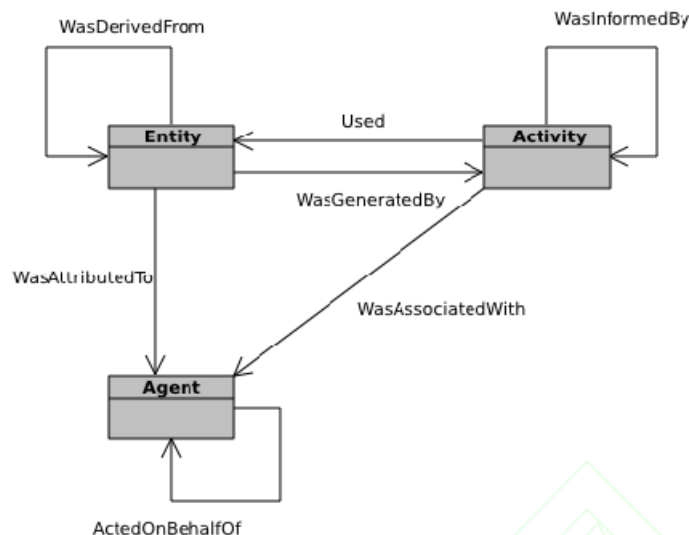 WasDerivedFrom
WasInformedBy
Entity
Used
Activity
WasGeneratedBy
WasAttributedTo
WasAssociatedWith
Agent
ActedOnBehalfOf